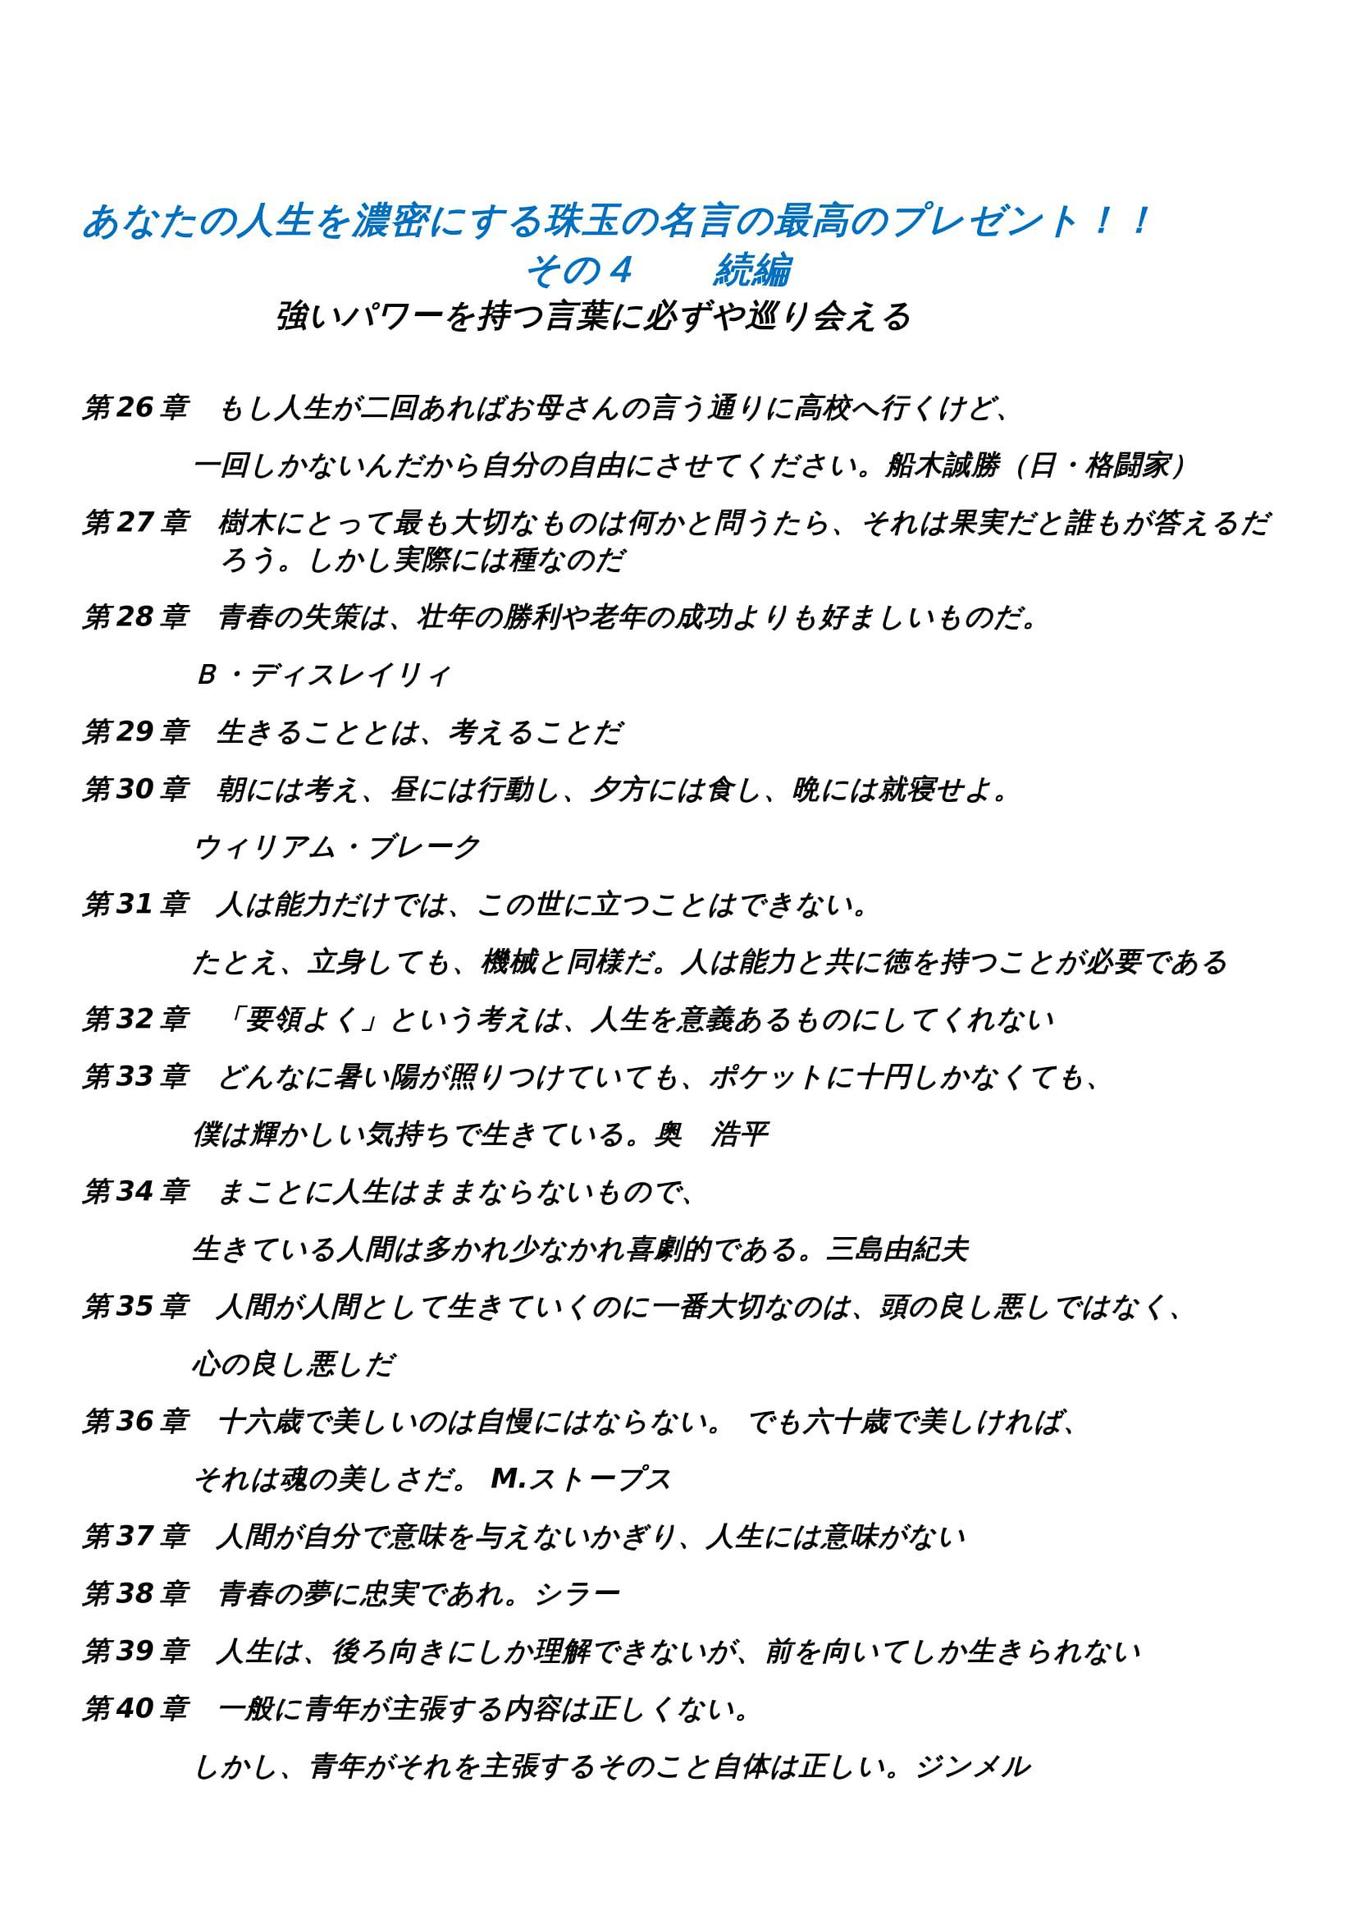 あなたの人生を濃密にする珠玉の名言の最高のプレゼント！！
その４　　続編
強いパワーを持つ言葉に必ずや巡り会える
第26章　もし人生が二回あればお母さんの言う通りに高校へ行くけど、
一回しかないんだから自分の自由にさせてください。船木誠勝（日・格闘家）
第27章　樹木にとって最も大切なものは何かと問うたら、それは果実だと誰もが答えるだ
ろう。しかし実際には種なのだ
第28章　青春の失策は、壮年の勝利や老年の成功よりも好ましいものだ。
Ｂ・ディスレイリィ
第29章　生きることとは、考えることだ
第30章　朝には考え、昼には行動し、夕方には食し、晩には就寝せよ。
ウィリアム・ブレーク
第31章　人は能力だけでは、この世に立つことはできない。
たとえ、立身しても、機械と同様だ。人は能力と共に徳を持つことが必要である
第32章　「要領よく」という考えは、人生を意義あるものにしてくれない
第33章　どんなに暑い陽が照りつけていても、ポケットに十円しかなくても、
僕は輝かしい気持ちで生きている。奥　浩平
第34章　まことに人生はままならないもので、
生きている人間は多かれ少なかれ喜劇的である。三島由紀夫
第35章　人間が人間として生きていくのに一番大切なのは、頭の良し悪しではなく、
心の良し悪しだ
第36章　十六歳で美しいのは自慢にはならない。 でも六十歳で美しければ、
それは魂の美しさだ。 M.ストープス
第37章　人間が自分で意味を与えないかぎり、人生には意味がない
第38章　青春の夢に忠実であれ。シラー
第39章　人生は、後ろ向きにしか理解できないが、前を向いてしか生きられない
第40章　一般に青年が主張する内容は正しくない。
しかし、青年がそれを主張するそのこと自体は正しい。ジンメル